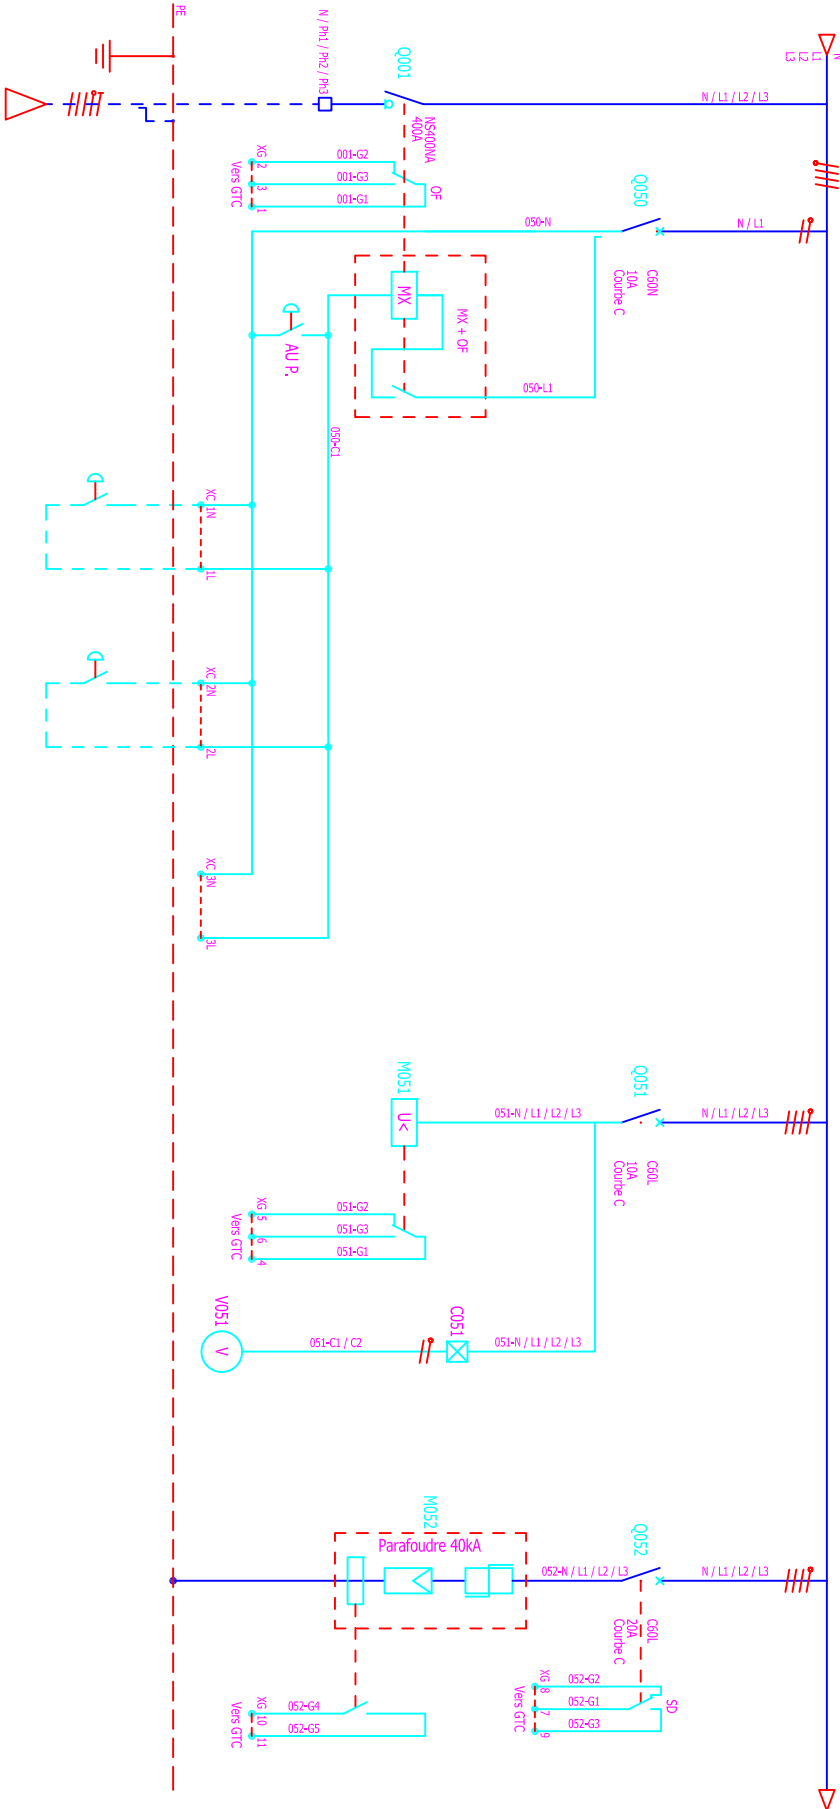 PE
N
L1
L2
L3
N / Ph1 / Ph2 / Ph3
Q001
NS400NA
400A
N / L1 / L2 / L3
XG 2
3
1
Vers GTC
001-G2
001-G3
001-G1
OF
Q050
C60N
10A
Courbe C
N / L1
050-N
MX
MX + OF
050-L1
AU P.
050-C1
XC 1N
1L
XC 2N
2L
XC 3N
3L
Q051
C60L
10A
Courbe C
N / L1 / L2 / L3
051-N / L1 / L2 / L3
M051
U<
XG 5
6
4
Vers GTC
051-G2
051-G3
051-G1
V051
V
051-C1 / C2
C051
051-N / L1 / L2 / L3
Q052
C60L
20A
Courbe C
N / L1 / L2 / L3
052-N / L1 / L2 / L3
M052
Parafoudre 40kA
XG 8
7
9
Vers GTC
052-G2
052-G1
052-G3
SD
XG 10
11
Vers GTC
052-G4
052-G5